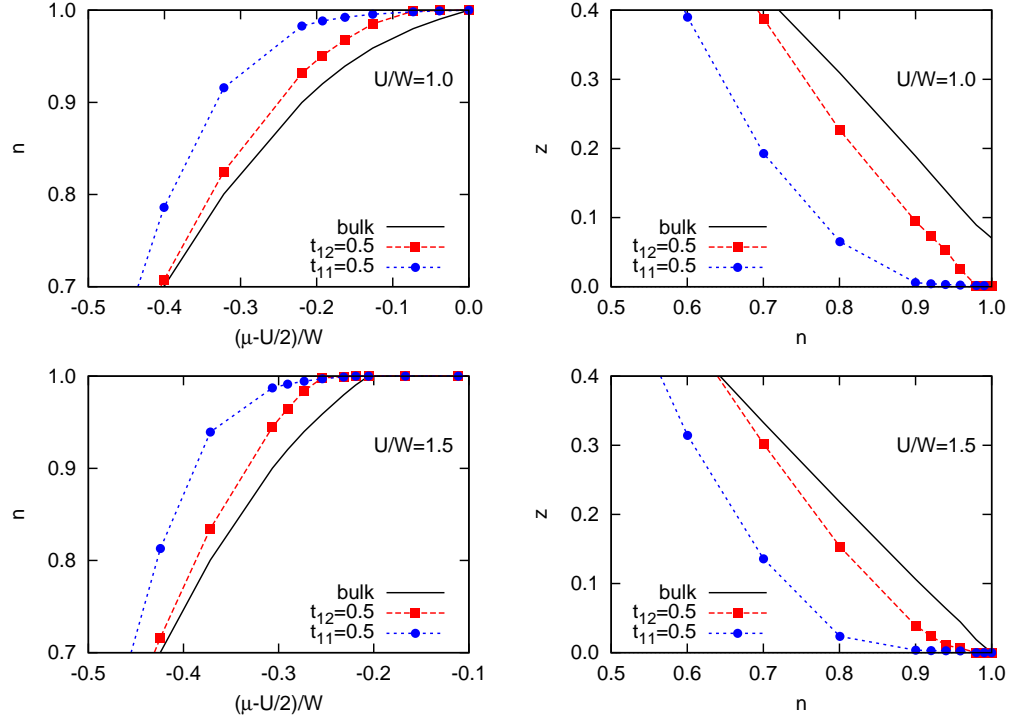 1.0
0.9
0.8
0.7
n
U/W=1.0
bulk
t12=0.5
t11=0.5
-0.5 -0.4 -0.3 -0.2 -0.1 0.0
(μ-U/2)/W
0.4
0.3
0.2
0.1
0.0
z
U/W=1.0
bulk
t12=0.5
t11=0.5
0.5 0.6 0.7 0.8 0.9 1.0
n
1.0
0.9
0.8
0.7
n
U/W=1.5
bulk
t12=0.5
t11=0.5
-0.5 -0.4 -0.3 -0.2 -0.1
(μ-U/2)/W
0.4
0.3
0.2
0.1
0.0
z
U/W=1.5
bulk
t12=0.5
t11=0.5
0.5 0.6 0.7 0.8 0.9 1.0
n